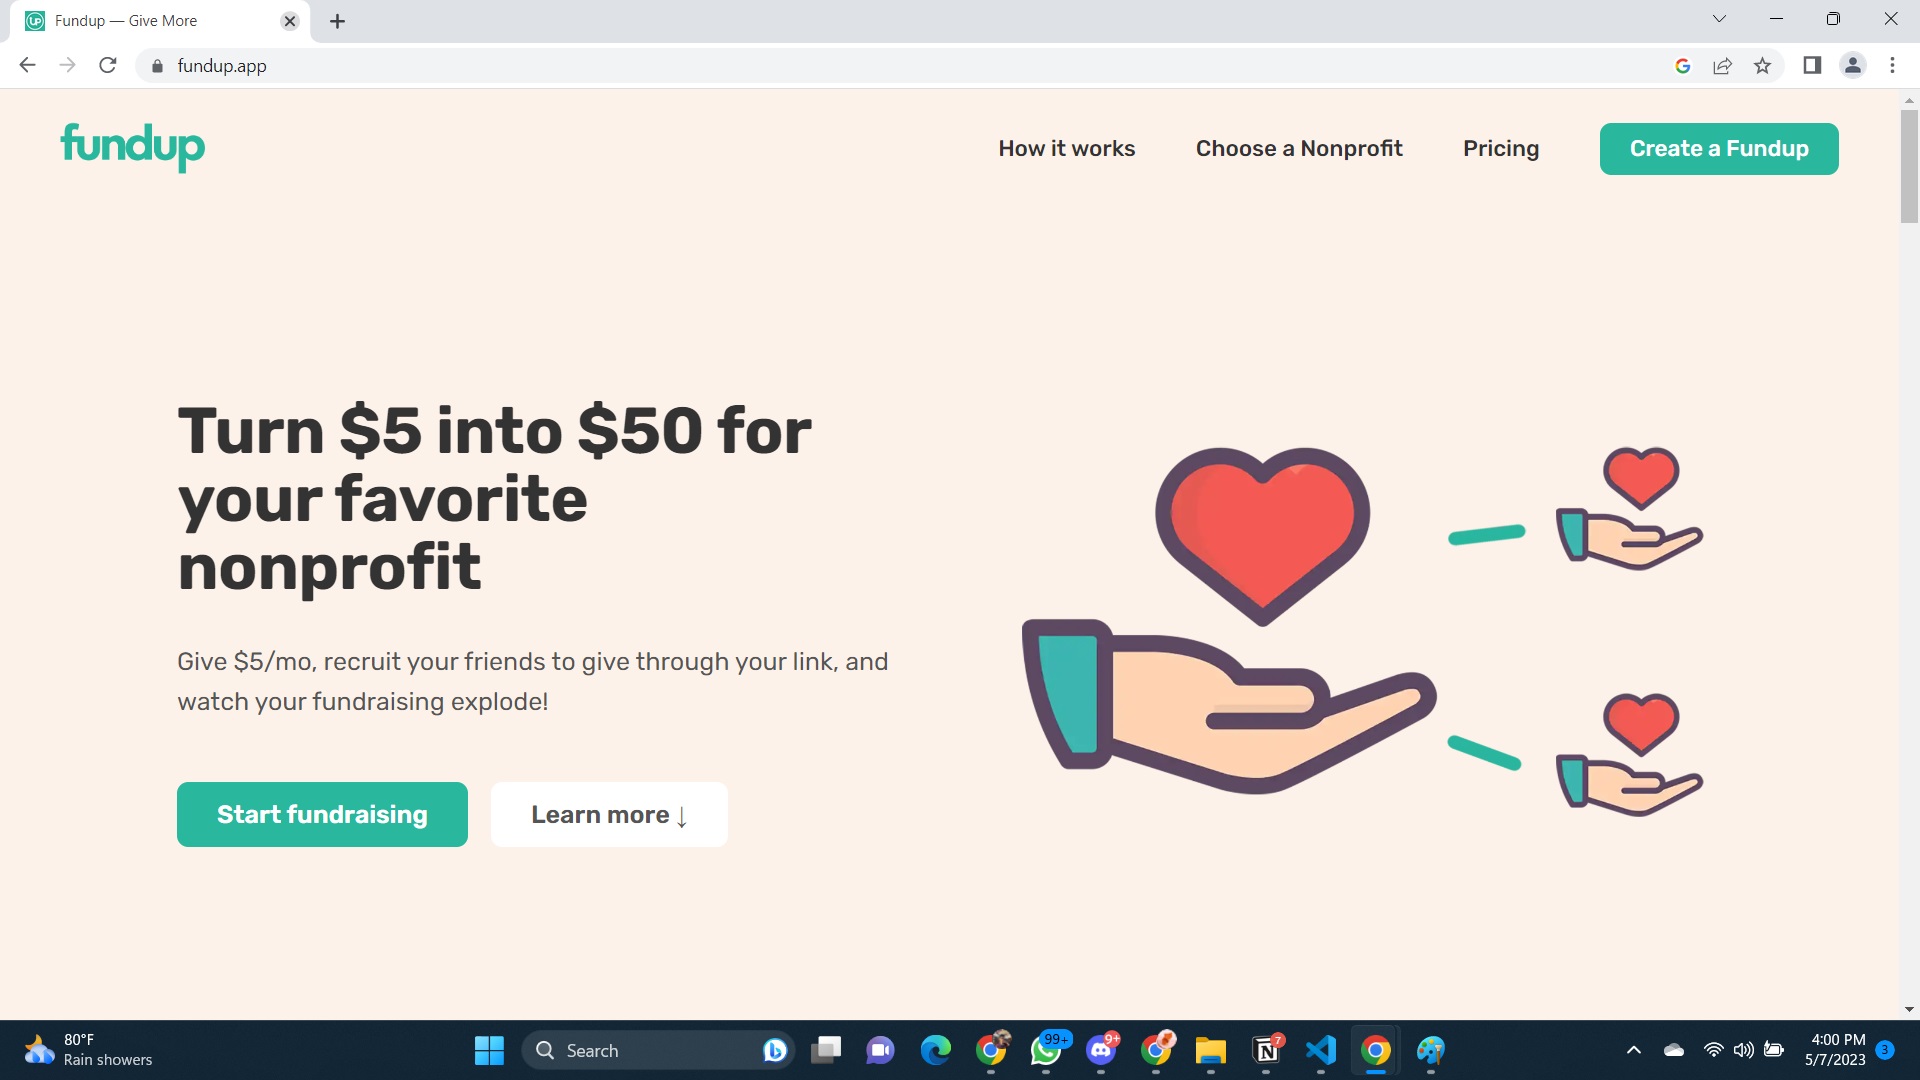 Fundup — Give More
fundup.app
fundup
How it works
Choose a Nonprofit
Pricing
Create a Fundup
Turn $5 into $50 for
your favorite
nonprofit
Give $5/mo, recruit your friends to give through your link, and
watch your fundraising explode!
Start fundraising
Learn more ↓
80°F
Rain showers
Search
99+
9+
7
4:00 PM
5/7/2023
3